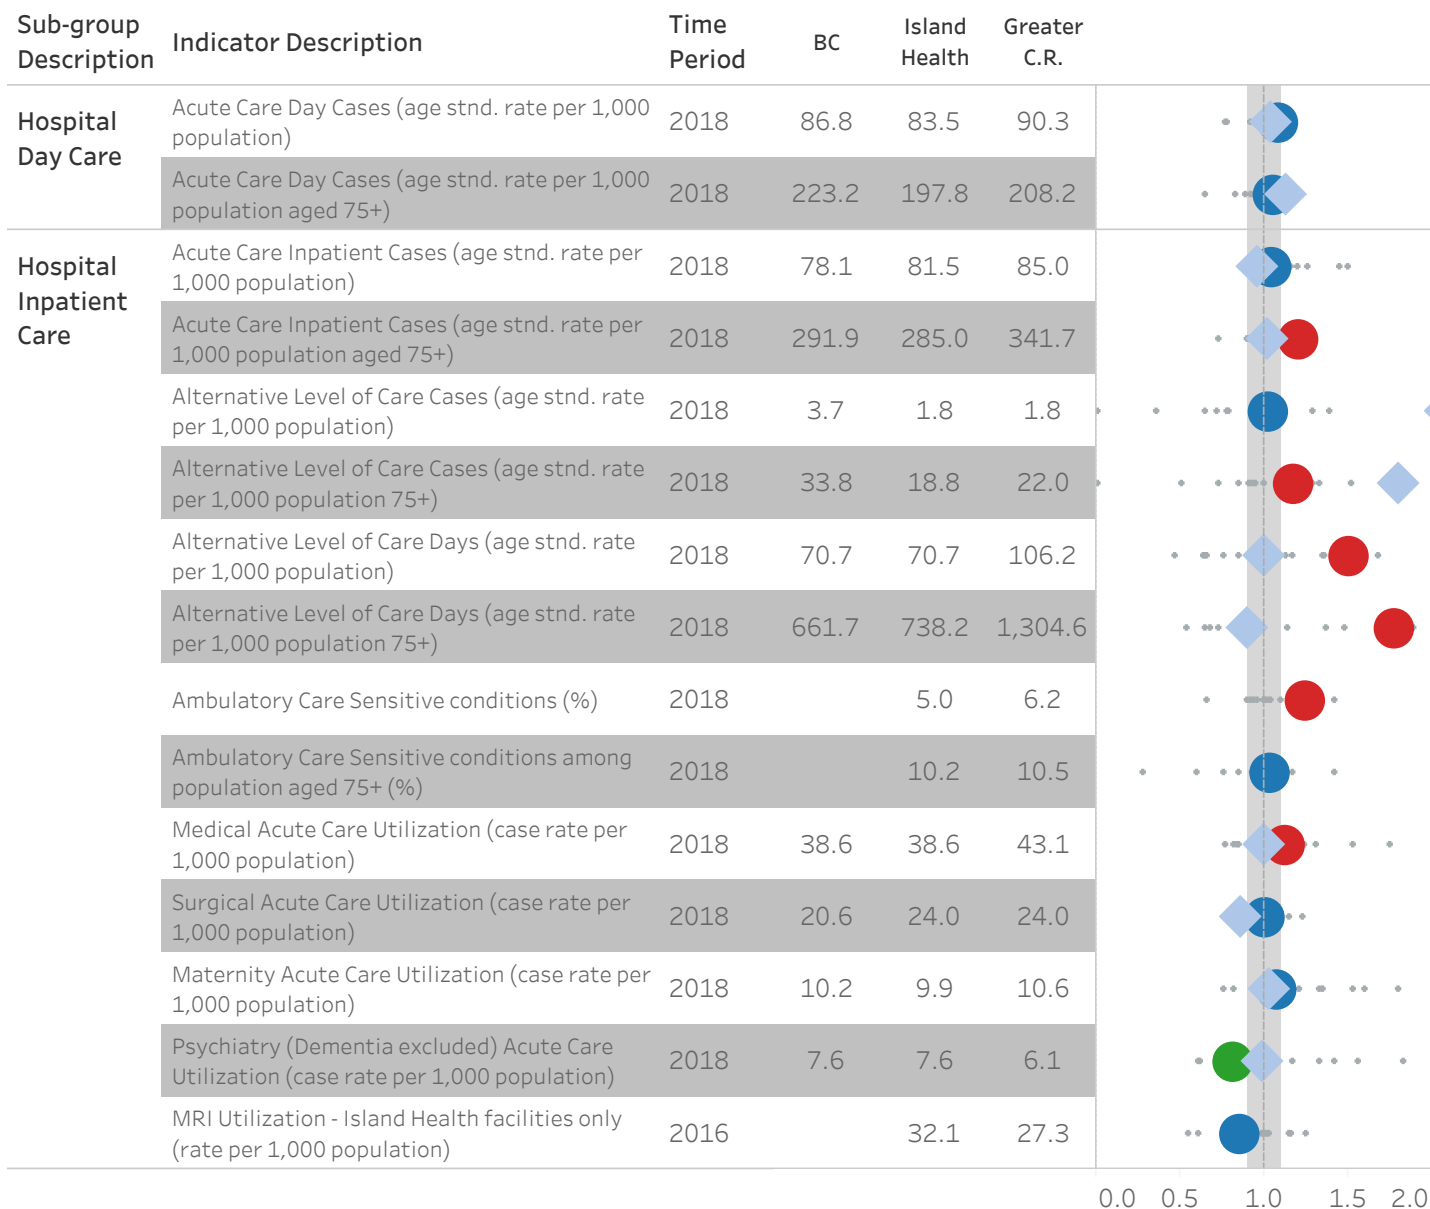 Sub-group
Description
Indicator Description
Time
Period
BC
Island
Health
Greater
C.R.
Hospital
Day Care
Acute Care Day Cases (age stnd. rate per 1,000
population)
2018 86.8 83.5 90.3
Acute Care Day Cases (age stnd. rate per 1,000
population aged 75+)
2018 223.2 197.8 208.2
Hospital
Inpatient
Care
Acute Care Inpatient Cases (age stnd. rate per
1,000 population)
2018 78.1 81.5 85.0
Acute Care Inpatient Cases (age stnd. rate per
1,000 population aged 75+)
2018 291.9 285.0 341.7
Alternative Level of Care Cases (age stnd. rate
per 1,000 population)
2018 3.7 1.8 1.8
Alternative Level of Care Cases (age stnd. rate
per 1,000 population 75+)
2018 33.8 18.8 22.0
Alternative Level of Care Days (age stnd. rate
per 1,000 population)
2018 70.7 70.7 106.2
Alternative Level of Care Days (age stnd. rate
per 1,000 population 75+)
2018 661.7 738.2 1,304.6
Ambulatory Care Sensitive conditions (%) 2018 5.0 6.2
Ambulatory Care Sensitive conditions among
population aged 75+ (%)
2018 10.2 10.5
Medical Acute Care Utilization (case rate per
1,000 population)
2018 38.6 38.6 43.1
Surgical Acute Care Utilization (case rate per
1,000 population)
2018 20.6 24.0 24.0
Maternity Acute Care Utilization (case rate per
1,000 population)
2018 10.2 9.9 10.6
Psychiatry (Dementia excluded) Acute Care
Utilization (case rate per 1,000 population)
2018 7.6 7.6 6.1
MRI Utilization - Island Health facilities only
(rate per 1,000 population)
2016 32.1 27.3
0.0 0.5 1.0 1.5 2.0